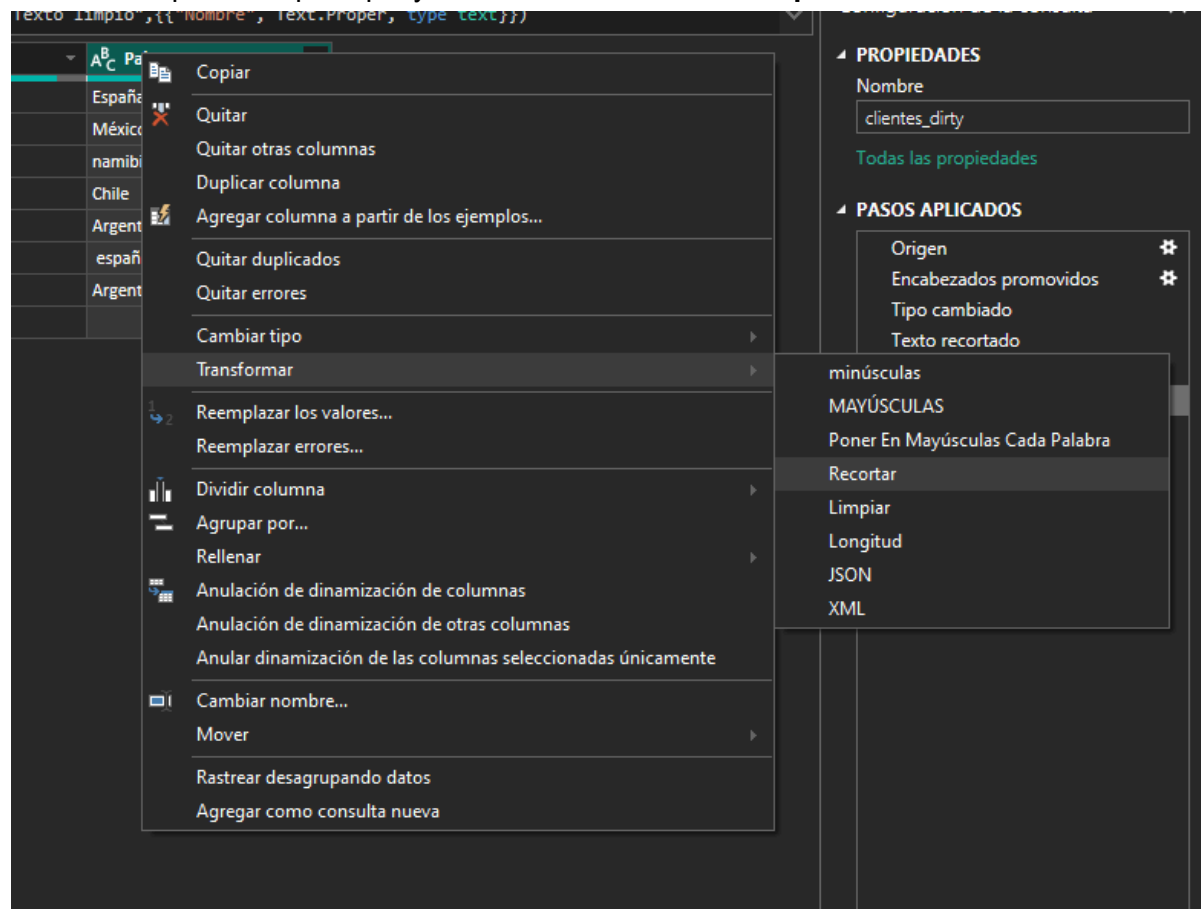 Texto limpio",{{"Nombre", Text.Proper, type text}})
PROPIEDADES
Nombre
clientes_dirty
Todas las propiedades
PASOS APLICADOS
Origen
Encabezados promovidos
Tipo cambiado
Texto recortado
ABC Pa
España
México
namibi
Chile
Argent
españ
Argent
Copiar
Quitar
Quitar otras columnas
Duplicar columna
Agregar columna a partir de los ejemplos...
Quitar duplicados
Quitar errores
Cambiar tipo
Transformar
Reemplazar los valores...
Reemplazar errores...
Dividir columna
Agrupar por...
Rellenar
Anulación de dinamización de columnas
Anulación de dinamización de otras columnas
Anular dinamización de las columnas seleccionadas únicamente
Cambiar nombre...
Mover
Rastrear desagrupando datos
Agregar como consulta nueva
minúsculas
MAYÚSCULAS
Poner En Mayúsculas Cada Palabra
Recortar
Limpiar
Longitud
JSON
XML